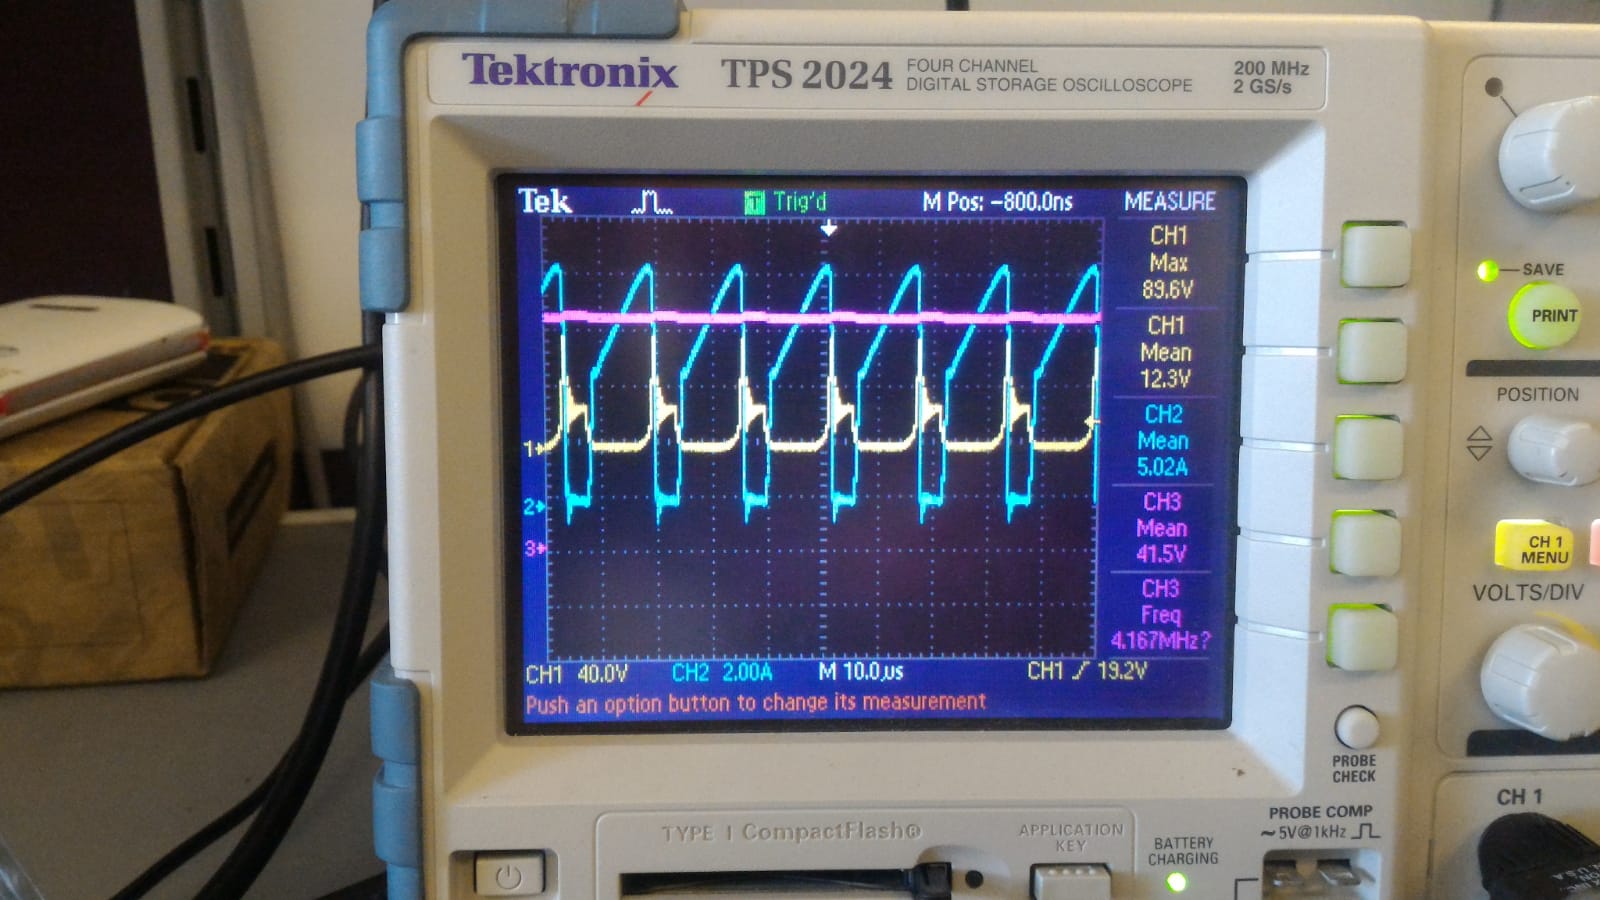 Tektronix TPS 2024 FOUR CHANNEL 200 MHz
DIGITAL STORAGE OSCILLOSCOPE 2 GS/s
Tek T Trig'd M Pos: -800.0ns MEASURE
CH1
Max
89.6V
CH1
Mean
12.3V
CH2
Mean
5.02A
CH3
Mean
41.5V
CH3
Freq
4.167MHz?
1
2
3
CH1 40.0V CH2 2.00A M 10.0µs CH1 19.2V
Push an option button to change its measurement
SAVE
PRINT
POSITION
CH 1
MENU
VOLTS/DIV
PROBE
CHECK
CH 1
PROBE COMP
~5V@1kHz
TYPE I CompactFlash®
APPLICATION
KEY
BATTERY
CHARGING